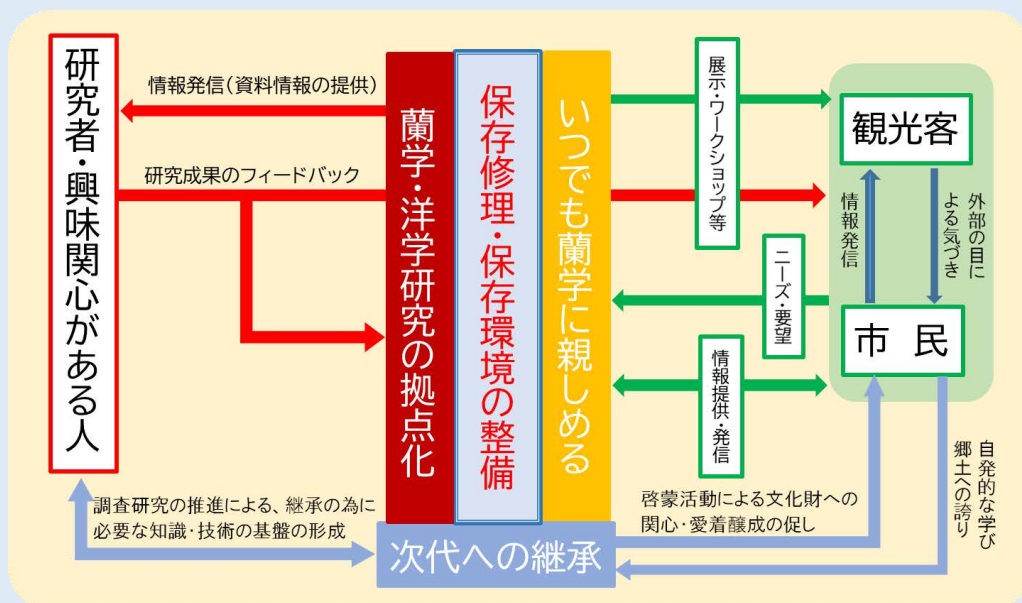 研究者・興味関心がある人
情報発信(資料情報の提供)
研究成果のフィードバック
蘭学・洋学研究の拠点化
保存修理・保存環境の整備
いつでも蘭学に親しめる
展示・ワークショップ等
ニーズ・要望
情報提供・発信
観光客
情報発信
外部の目に
よる気づき
市 民
調査研究の推進による、継承の為に
必要な知識・技術の基盤の形成
次代への継承
啓蒙活動による文化財への
関心・愛着醸成の促し
自発的な学び
郷土への誇り